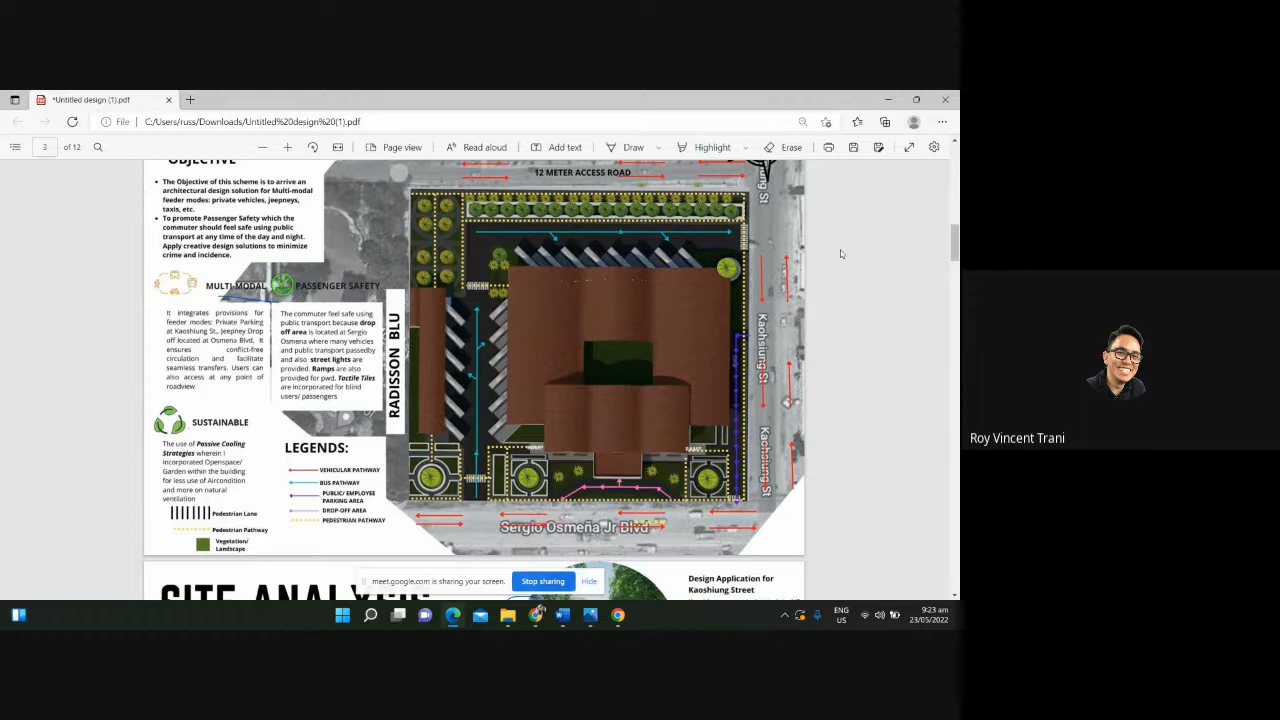 *Untitled design (1).pdf
File
C:/Users/russ/Downloads/Untitled%20design%20(1).pdf
3 of 12
Page view
Read aloud
Add text
Draw
Highlight
Erase
OBJECTIVE
The Objective of this scheme is to arrive an
architectural design solution for Multi-modal
feeder modes: private vehicles, jeepneys,
taxis, etc.
To promote Passenger Safety which the
commuter should feel safe using public
transport at any time of the day and night.
Apply creative design solutions to minimize
crime and incidence.
MULTI-MODAL
PASSENGER SAFETY
It integrates provisions for
feeder modes: Private Parking
at Kaoshiung St., Jeepney Drop
off located at Osmena Blvd. It
ensures conflict-free
circulation and facilitate
seamless transfers. Users can
also access at any point of
roadview
The commuter feel safe using
public transport because drop
off area is located at Sergio
Osmena where many vehicles
and public transport passedby
and also street lights are
provided. Ramps are also
provided for pwd. Tactile Tiles
are incorporated for blind
users/ passengers
SUSTAINABLE
The use of Passive Cooling
Strategies wherein I
incorporated Openspace/
Garden within the building
for less use of Aircondition
and more on natural
ventilation
Pedestrian Lane
Pedestrian Pathway
Vegetation/
Landscape
LEGENDS:
VEHICULAR PATHWAY
BUS PATHWAY
PUBLIC/ EMPLOYEE
PARKING AREA
DROP-OFF AREA
PEDESTRIAN PATHWAY
RADISSON BLU
12 METER ACCESS ROAD
ung St
Kaohsiung St
Kaohsiung St
RAMP
Sergio Osmeña Jr Blvd
SITE ANALYSIS
Design Application for
Kaoshiung Street
meet.google.com is sharing your screen.
Stop sharing
Hide
ENG
US
9:23 am
23/05/2022
Roy Vincent Trani